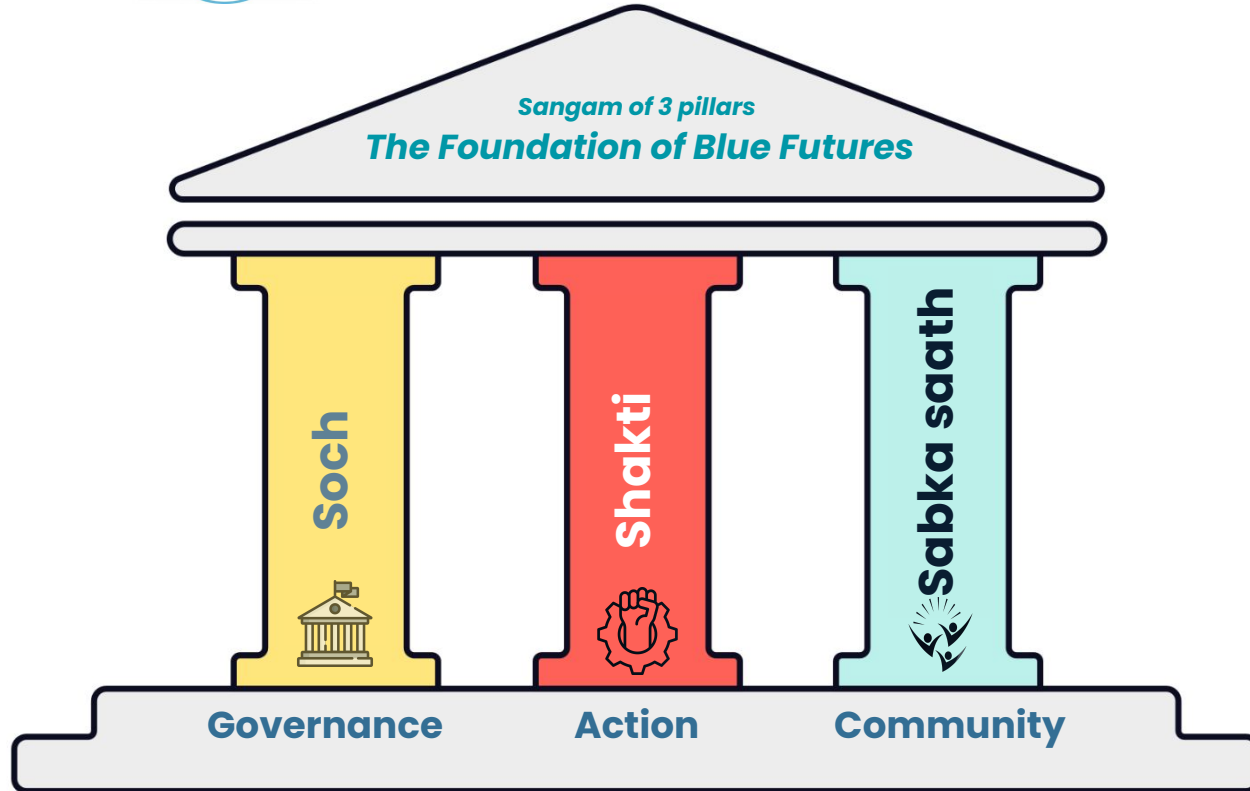 Sangam of 3 pillars
The Foundation of Blue Futures
Soch
Shakti
Sabka saath
Governance
Action
Community